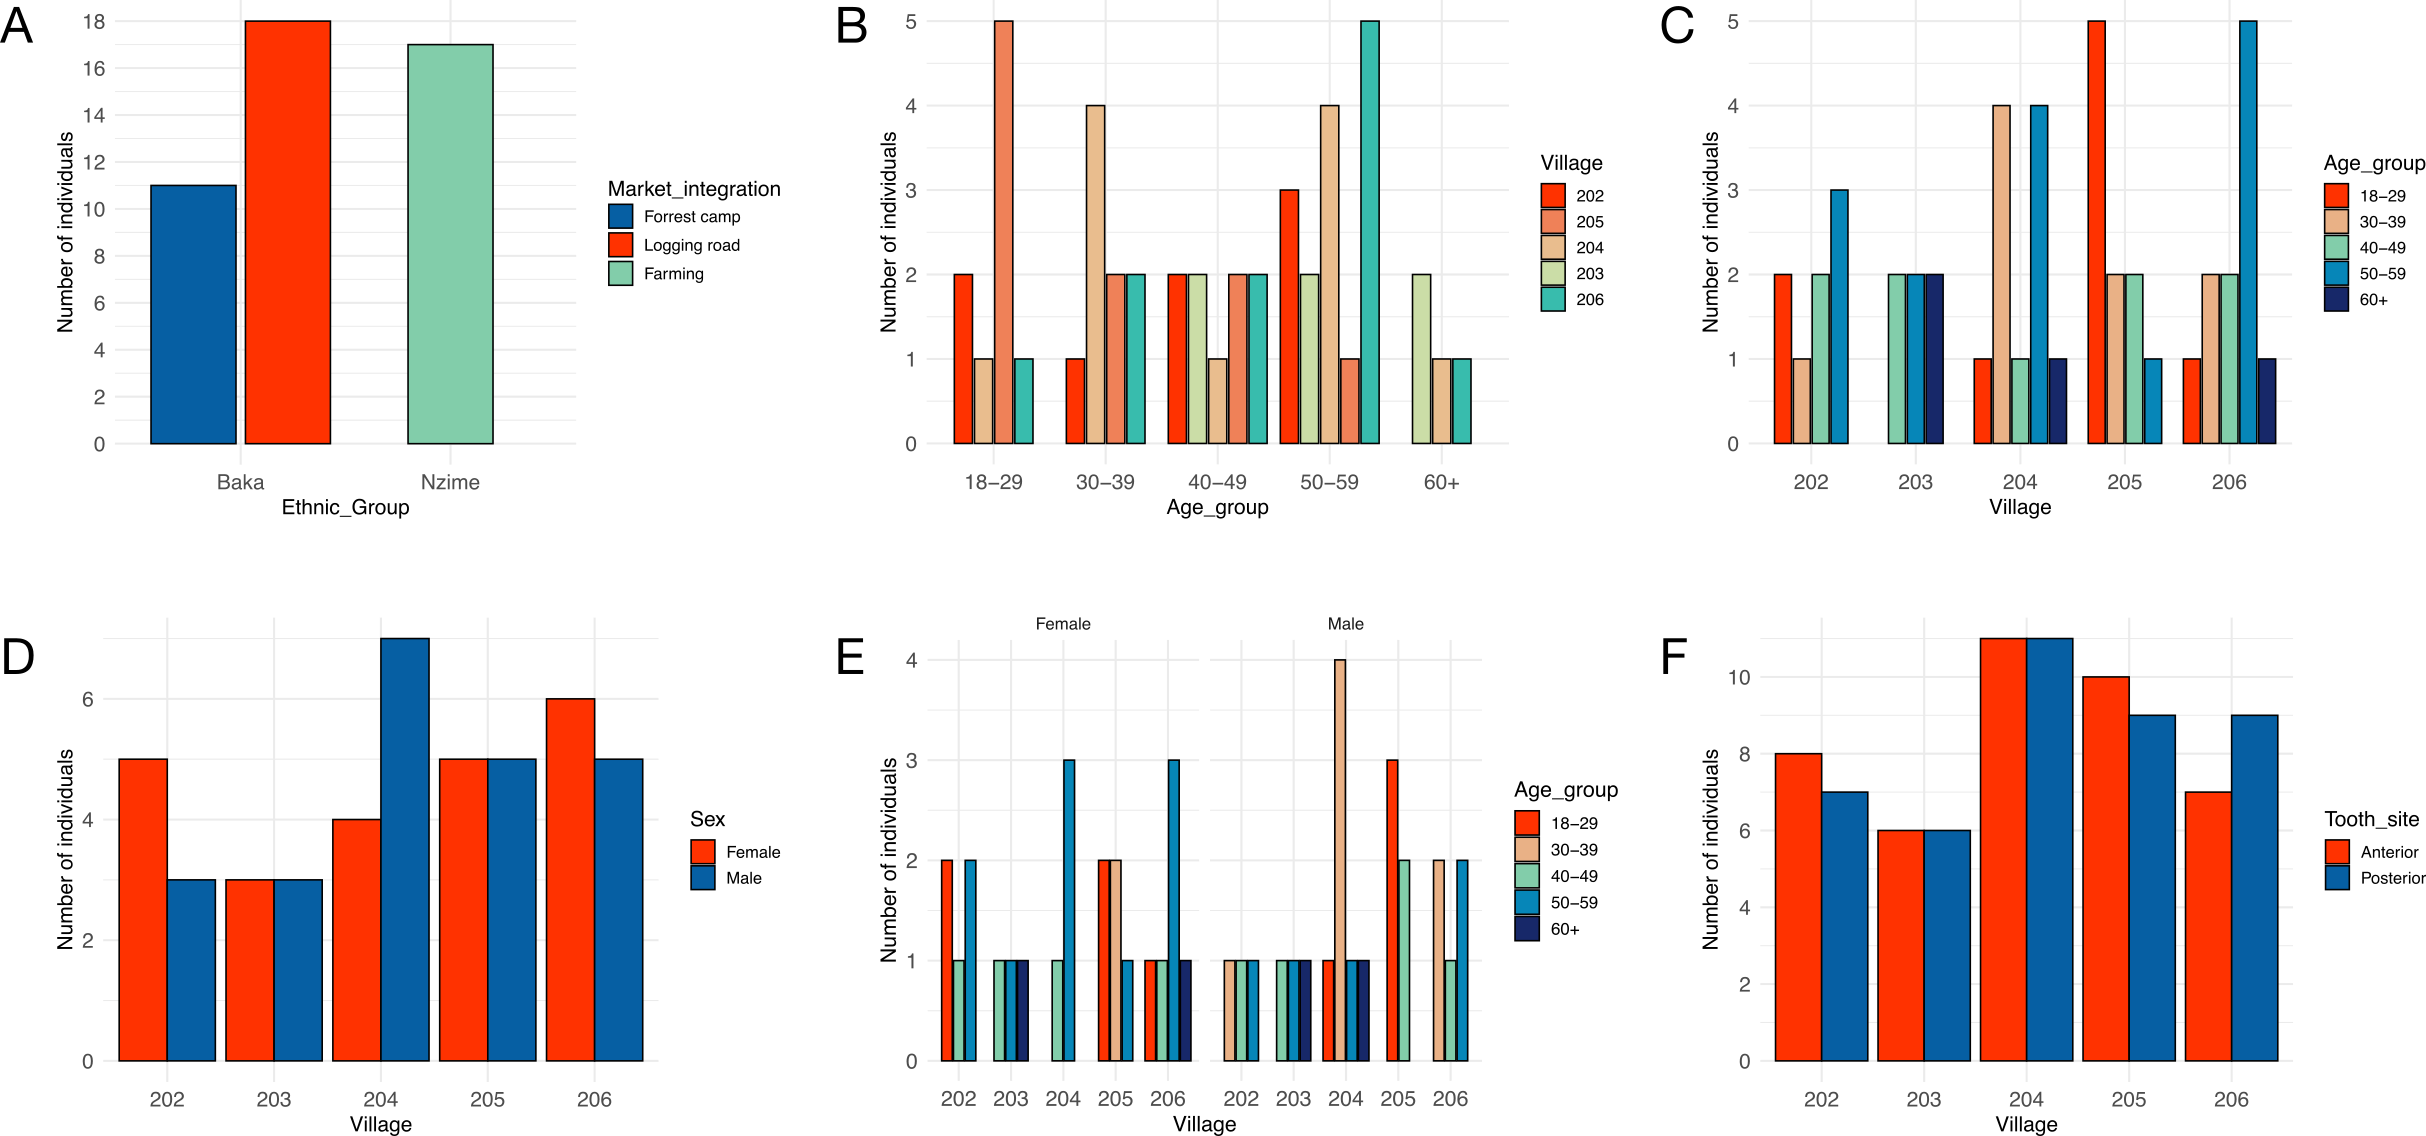 A
Number of individuals
18
16
14
12
10
8
6
4
2
0
Baka
Nzime
Ethnic_Group
Market_integration
Forrest camp
Logging road
Farming
B
Number of individuals
5
4
3
2
1
0
18–29
30–39
40–49
50–59
60+
Age_group
Village
202
205
204
203
206
C
Number of individuals
5
4
3
2
1
0
202
203
204
205
206
Village
Age_group
18–29
30–39
40–49
50–59
60+
D
Number of individuals
6
4
2
0
202
203
204
205
206
Village
Sex
Female
Male
E
Female
Male
Number of individuals
4
3
2
1
0
202
203
204
205
206
202
203
204
205
206
Village
Age_group
18–29
30–39
40–49
50–59
60+
F
Number of individuals
10
8
6
4
2
0
202
203
204
205
206
Village
Tooth_site
Anterior
Posterior